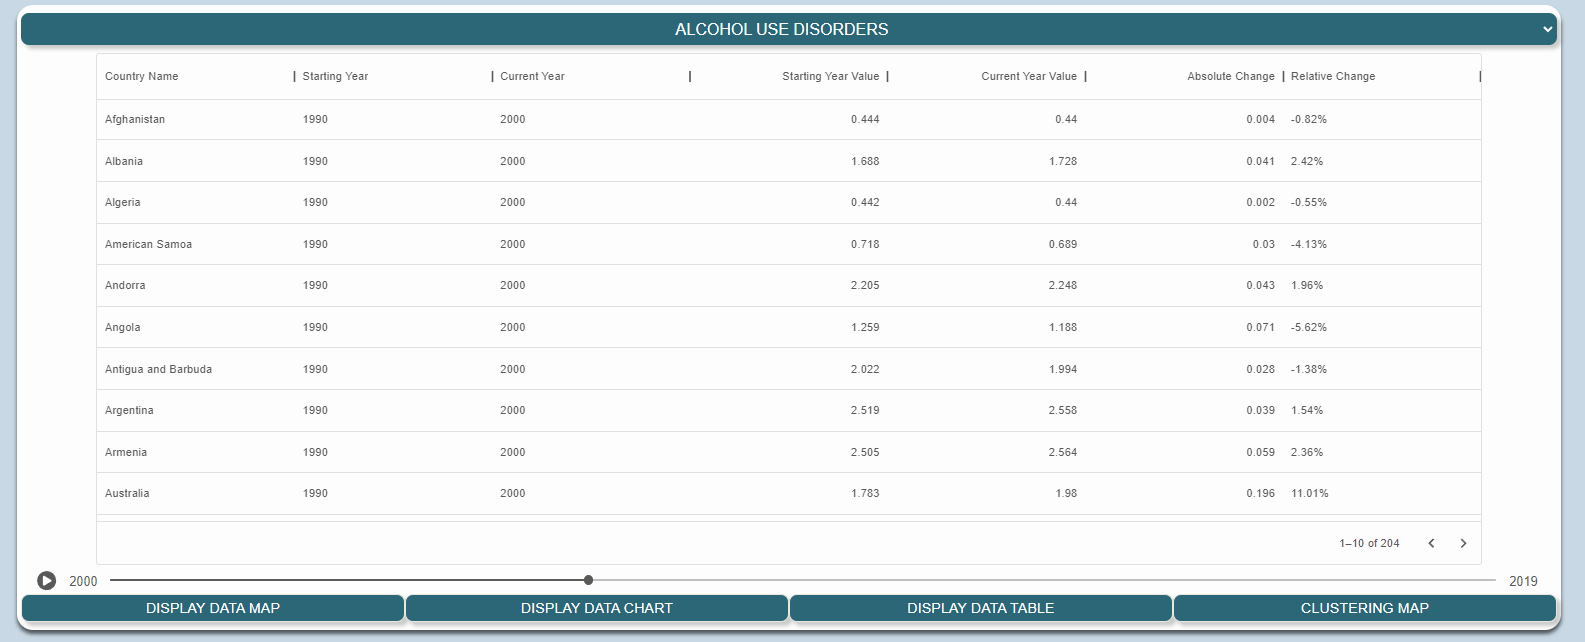 ALCOHOL USE DISORDERS
Country Name Starting Year Current Year Starting Year Value Current Year Value Absolute Change Relative Change
Afghanistan 1990 2000 0.444 0.44 0.004 -0.82%
Albania 1990 2000 1.688 1.728 0.041 2.42%
Algeria 1990 2000 0.442 0.44 0.002 -0.55%
American Samoa 1990 2000 0.718 0.689 0.03 -4.13%
Andorra 1990 2000 2.205 2.248 0.043 1.96%
Angola 1990 2000 1.259 1.188 0.071 -5.62%
Antigua and Barbuda 1990 2000 2.022 1.994 0.028 -1.38%
Argentina 1990 2000 2.519 2.558 0.039 1.54%
Armenia 1990 2000 2.505 2.564 0.059 2.36%
Australia 1990 2000 1.783 1.98 0.196 11.01%
1–10 of 204
2000 2019
DISPLAY DATA MAP DISPLAY DATA CHART DISPLAY DATA TABLE CLUSTERING MAP